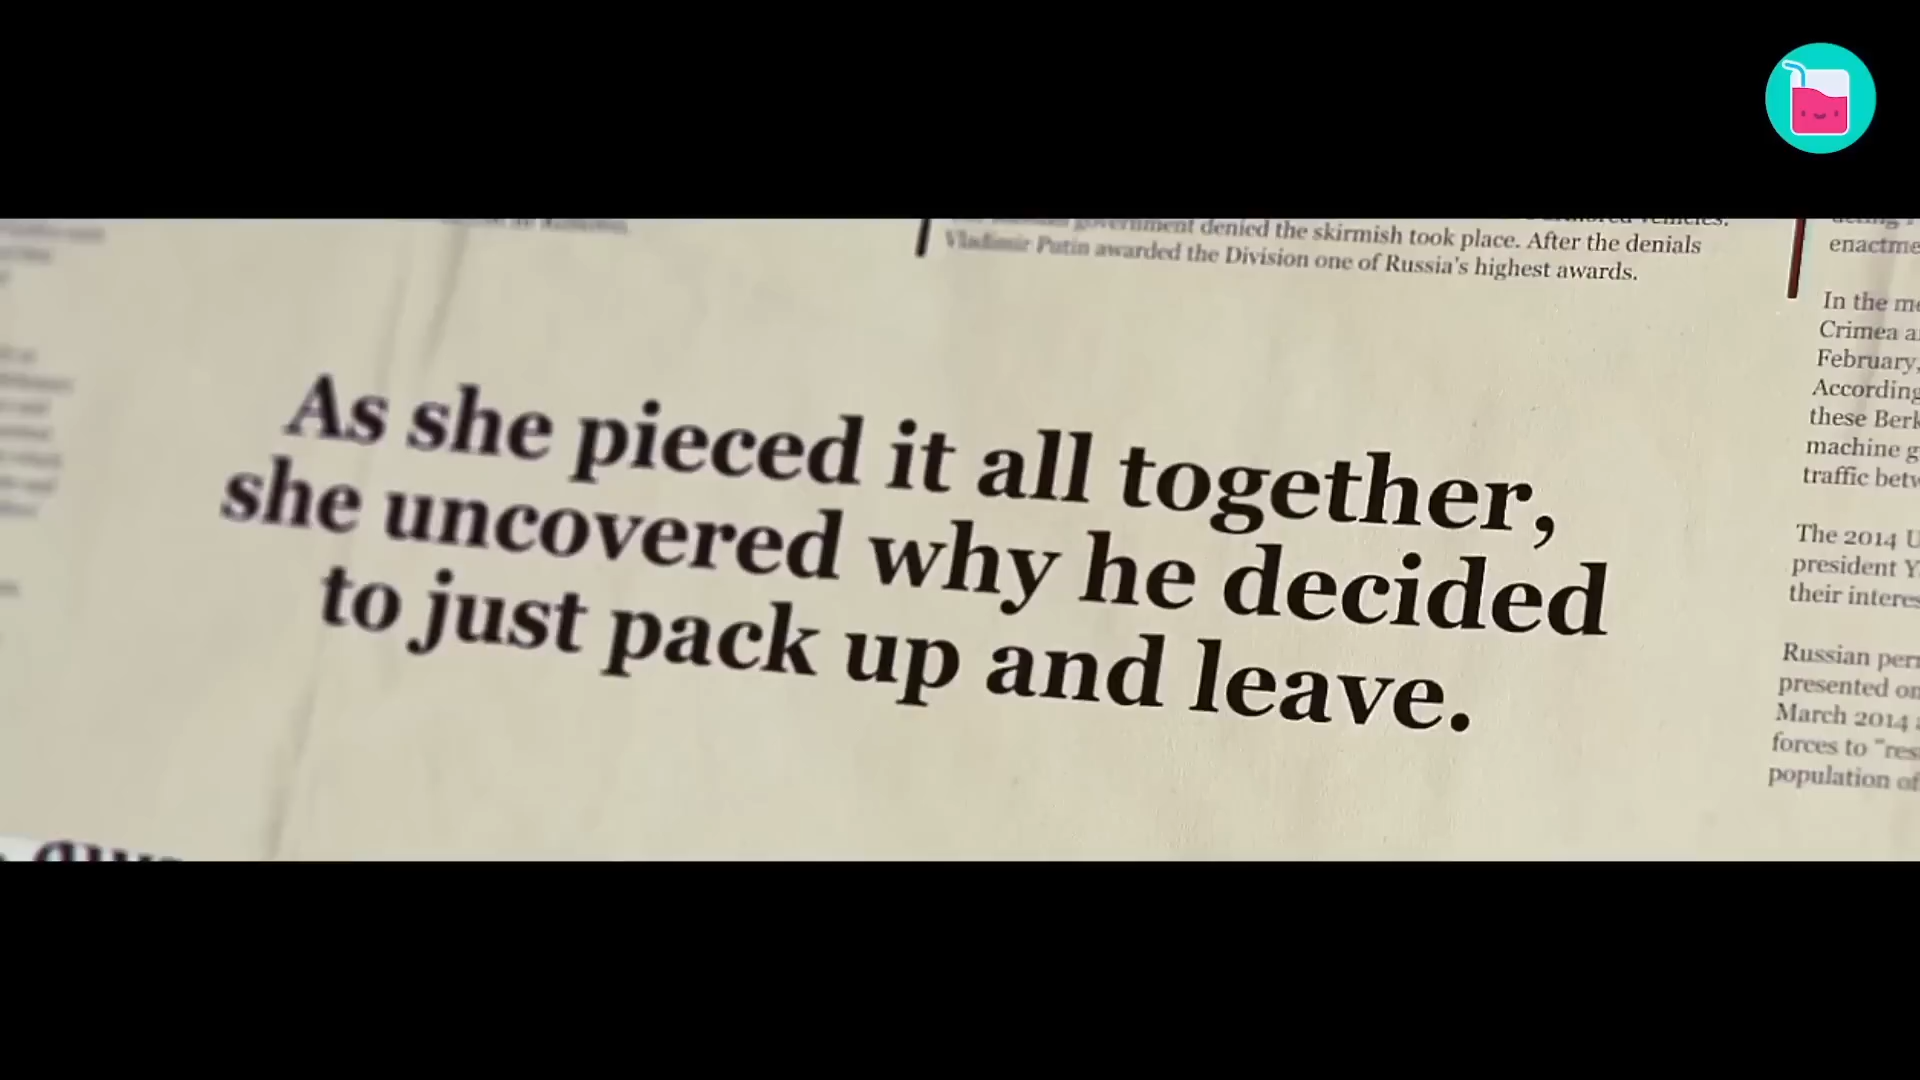 government denied the skirmish took place. After the denials
Vladimir Putin awarded the Division one of Russia's highest awards.
As she pieced it all together,
she uncovered why he decided
to just pack up and leave.
enactme
In the me
Crimea a
February,
According
these Berk
machine g
traffic betw
The 2014 U
president Y
their interes
Russian per
presented on
March 2014
forces to "res
population of